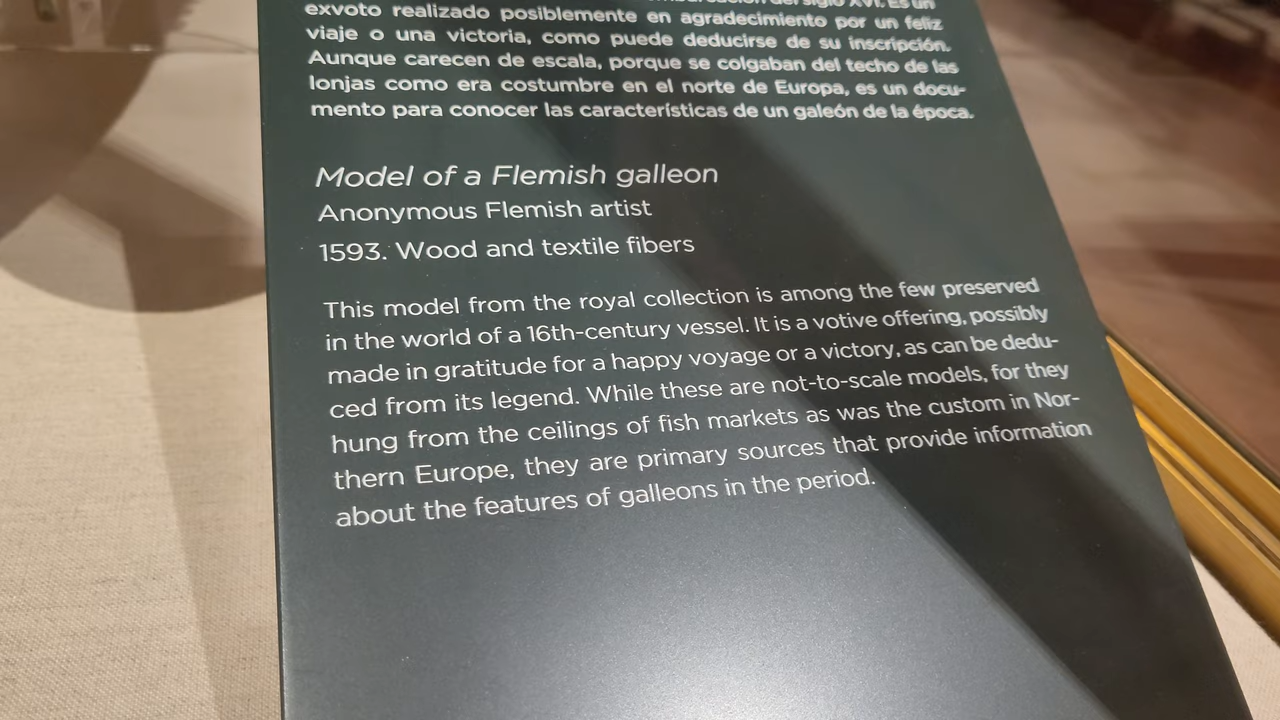 siglo XVI. Es un
exvoto realizado posiblemente en agradecimiento por un feliz
viaje o una victoria, como puede deducirse de su inscripción.
Aunque carecen de escala, porque se colgaban del techo de las
lonjas como era costumbre en el norte de Europa, es un docu-
mento para conocer las características de un galeón de la época.
Model of a Flemish galleon
Anonymous Flemish artist
1593. Wood and textile fibers
This model from the royal collection is among the few preserved
in the world of a 16th-century vessel. It is a votive offering, possibly
made in gratitude for a happy voyage or a victory, as can be dedu-
ced from its legend. While these are not-to-scale models, for they
hung from the ceilings of fish markets as was the custom in Nor-
thern Europe, they are primary sources that provide information
about the features of galleons in the period.